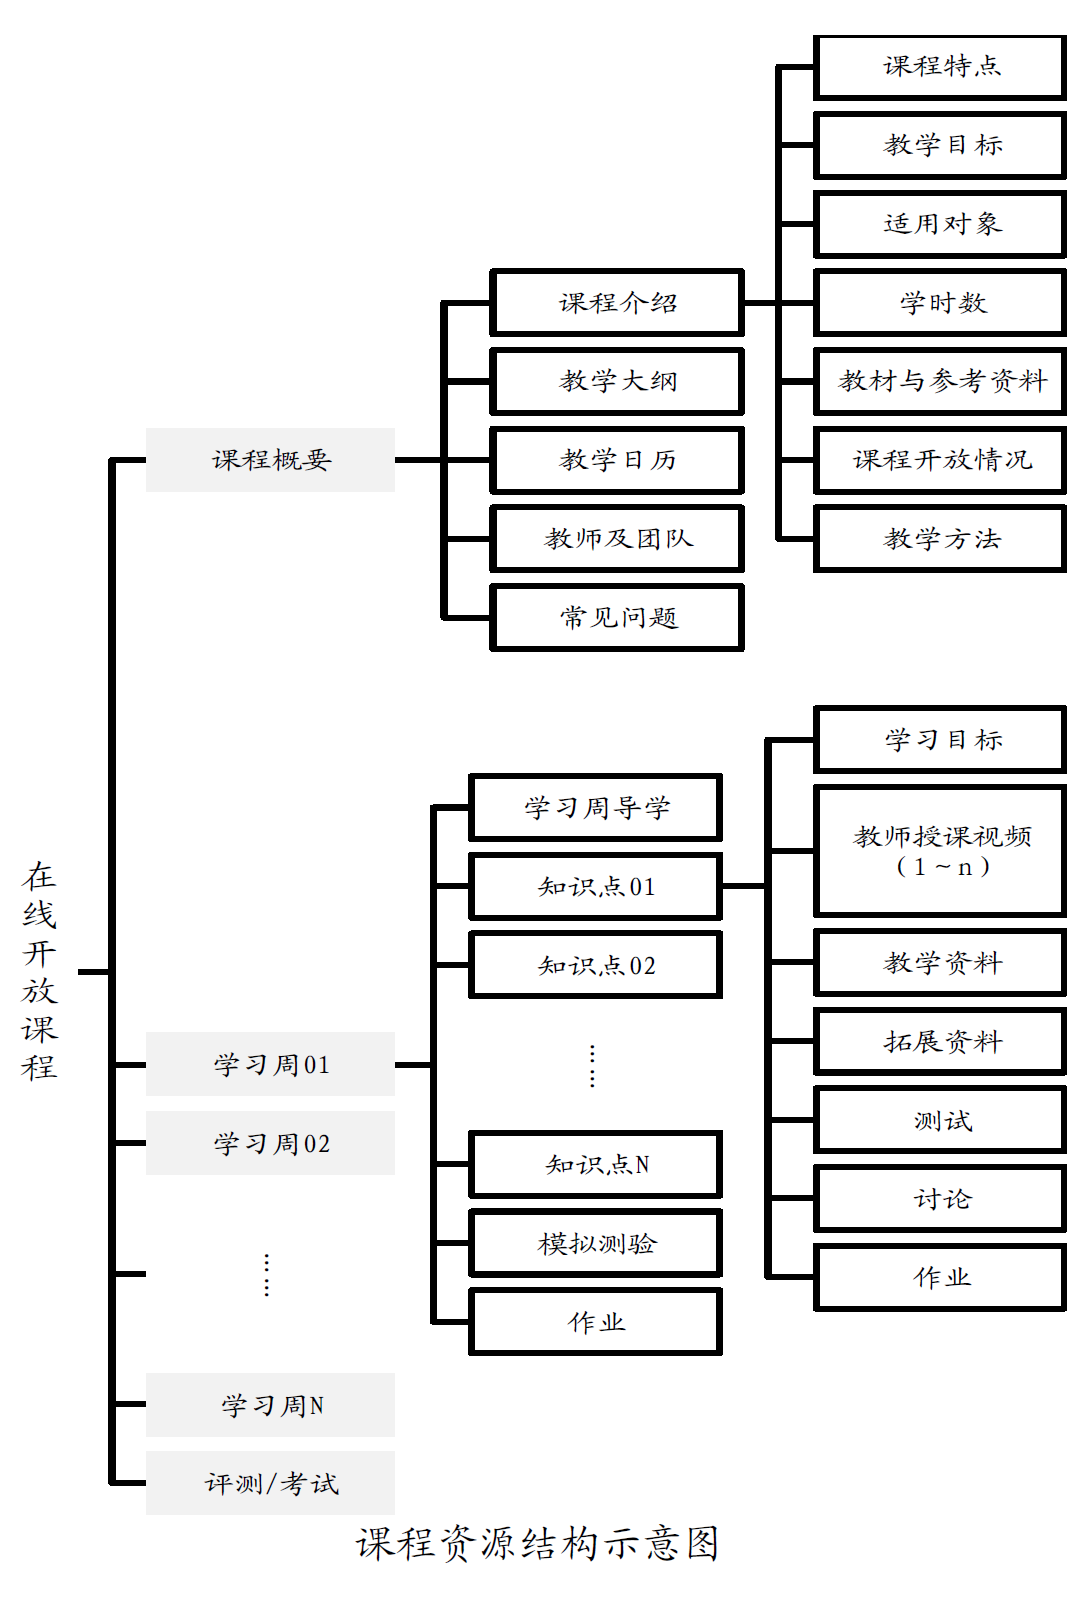 在线开放课程
课程概要
课程介绍
课程特点
教学目标
适用对象
学时数
教材与参考资料
课程开放情况
教学方法
教学大纲
教学日历
教师及团队
常见问题
学习周01
学习周导学
知识点01
学习目标
教师授课视频
（1~n）
教学资料
拓展资料
测试
讨论
作业
知识点02
……
知识点N
模拟测验
作业
学习周02
……
学习周N
评测/考试
课程资源结构示意图